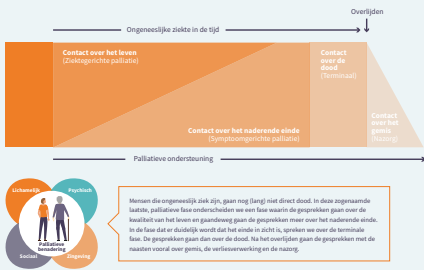 Overlijden
Ongeneeslijke ziekte in de tijd
Contact over het leven
(Ziektegerichte palliatie)
Contact
over de
dood
(Terminaal)
Contact over het naderende einde
(Symptoomgerichte palliatie)
Contact
over het
gemis
(Nazorg)
Palliatieve ondersteuning
Lichamelijk
Psychisch
Palliatieve
benadering
Sociaal
Zingeving
Mensen die ongeneeslijk ziek zijn, gaan nog (lang) niet direct dood. In deze zogenaamde
laatste, palliatieve fase onderscheiden we een fase waarin de gesprekken gaan over de
kwaliteit van het leven en gaandeweg gaan de gesprekken meer over het naderende einde.
In de fase dat er duidelijk wordt dat het einde in zicht is, spreken we over de terminale
fase. De gesprekken gaan dan over de dood. Na het overlijden gaan de gesprekken met de
naasten vooral over gemis, de verliesverwerking en de nazorg.